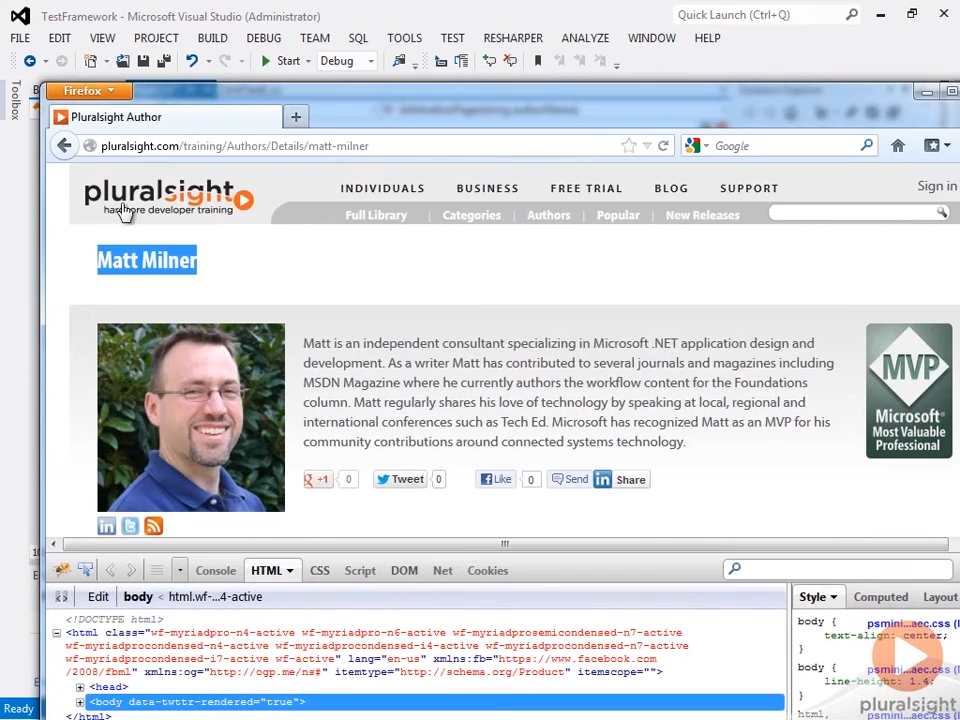 TestFramework - Microsoft Visual Studio (Administrator)
Quick Launch (Ctrl+Q)
FILE EDIT VIEW PROJECT BUILD DEBUG TEAM SQL TOOLS TEST RESHARPER ANALYZE WINDOW HELP
Start Debug
Toolbox
Firefox
Pluralsight Author
pluralsight.com/training/Authors/Details/matt-milner
Google
pluralsight
hardcore developer training
INDIVIDUALS BUSINESS FREE TRIAL BLOG SUPPORT
Sign in
Full Library | Categories | Authors | Popular | New Releases
Matt Milner
Matt is an independent consultant specializing in Microsoft .NET application design and
development. As a writer Matt has contributed to several journals and magazines including
MSDN Magazine where he currently authors the workflow content for the Foundations
column. Matt regularly shares his love of technology by speaking at local, regional and
international conferences such as Tech Ed. Microsoft has recognized Matt as an MVP for his
community contributions around connected systems technology.
MVP
Microsoft®
Most Valuable
Professional
+1 0 Tweet 0 Like 0 Send Share
Console HTML CSS Script DOM Net Cookies
Edit body < html.wf-...4-active
Style Computed Layout
<!DOCTYPE html>
<html class="wf-myriadpro-n4-active wf-myriadpro-n6-active wf-myriadprosemicondensed-n7-active
wf-myriadprocondensed-n4-active wf-myriadprocondensed-i4-active wf-myriadprocondensed-n7-active
wf-myriadprocondensed-i7-active wf-active" lang="en-us" xmlns:fb="https://www.facebook.com
/2008/fbml" xmlns:og="http://ogp.me/ns#" itemtype="http://schema.org/Product" itemscope="">
<head>
<body data-twttr-rendered="true">
</html>
body {
text-align: center;
}
body {
line-height: 1.4;
}
html,
psmini...aec.css (l
pluralsight
Ready